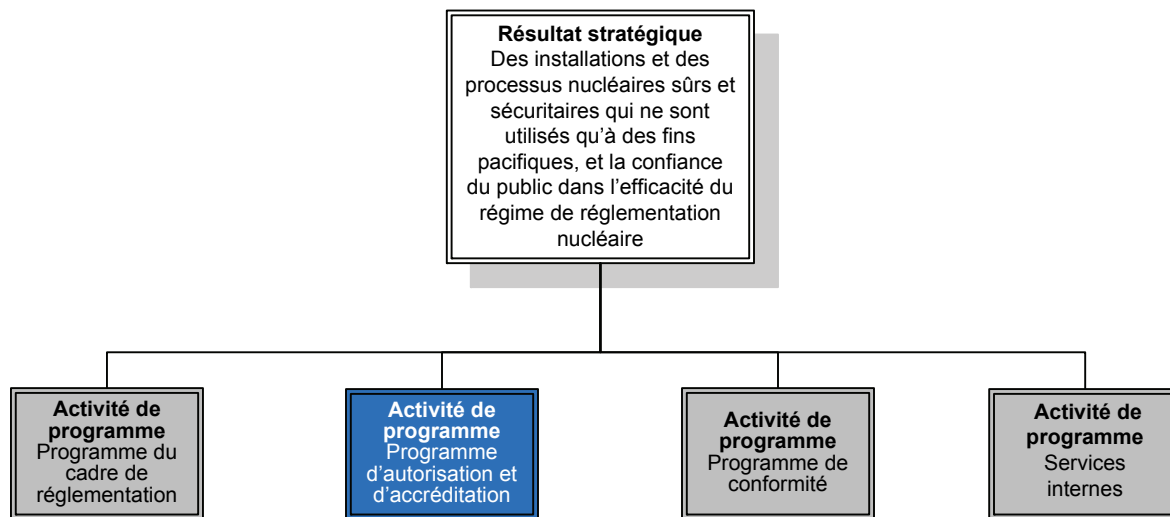 Résultat stratégique
Des installations et des
processus nucléaires sûrs et
sécuritaires qui ne sont
utilisés qu’à des fins
pacifiques, et la confiance
du public dans l’efficacité du
régime de réglementation
nucléaire
Activité de
programme
Programme du
cadre de
réglementation
Activité de
programme
Programme
d’autorisation et
d’accréditation
Activité de
programme
Programme de
conformité
Activité de
programme
Services
internes